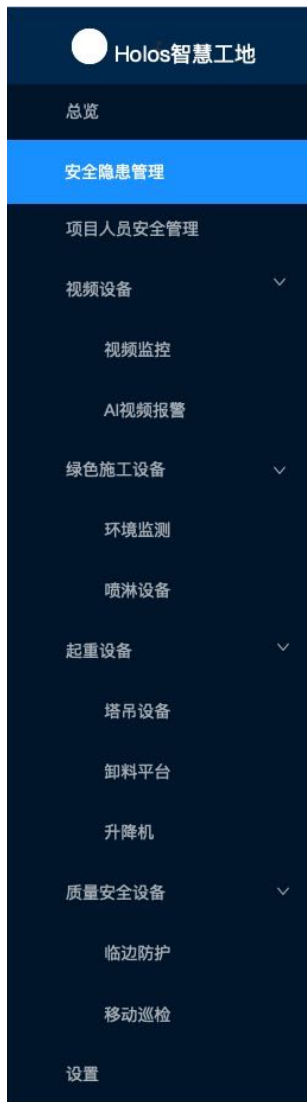 Holos智慧工地
总览
安全隐患管理
项目人员安全管理
视频设备
视频监控
AI视频报警
绿色施工设备
环境监测
喷淋设备
起重设备
塔吊设备
卸料平台
升降机
质量安全设备
临边防护
移动巡检
设置